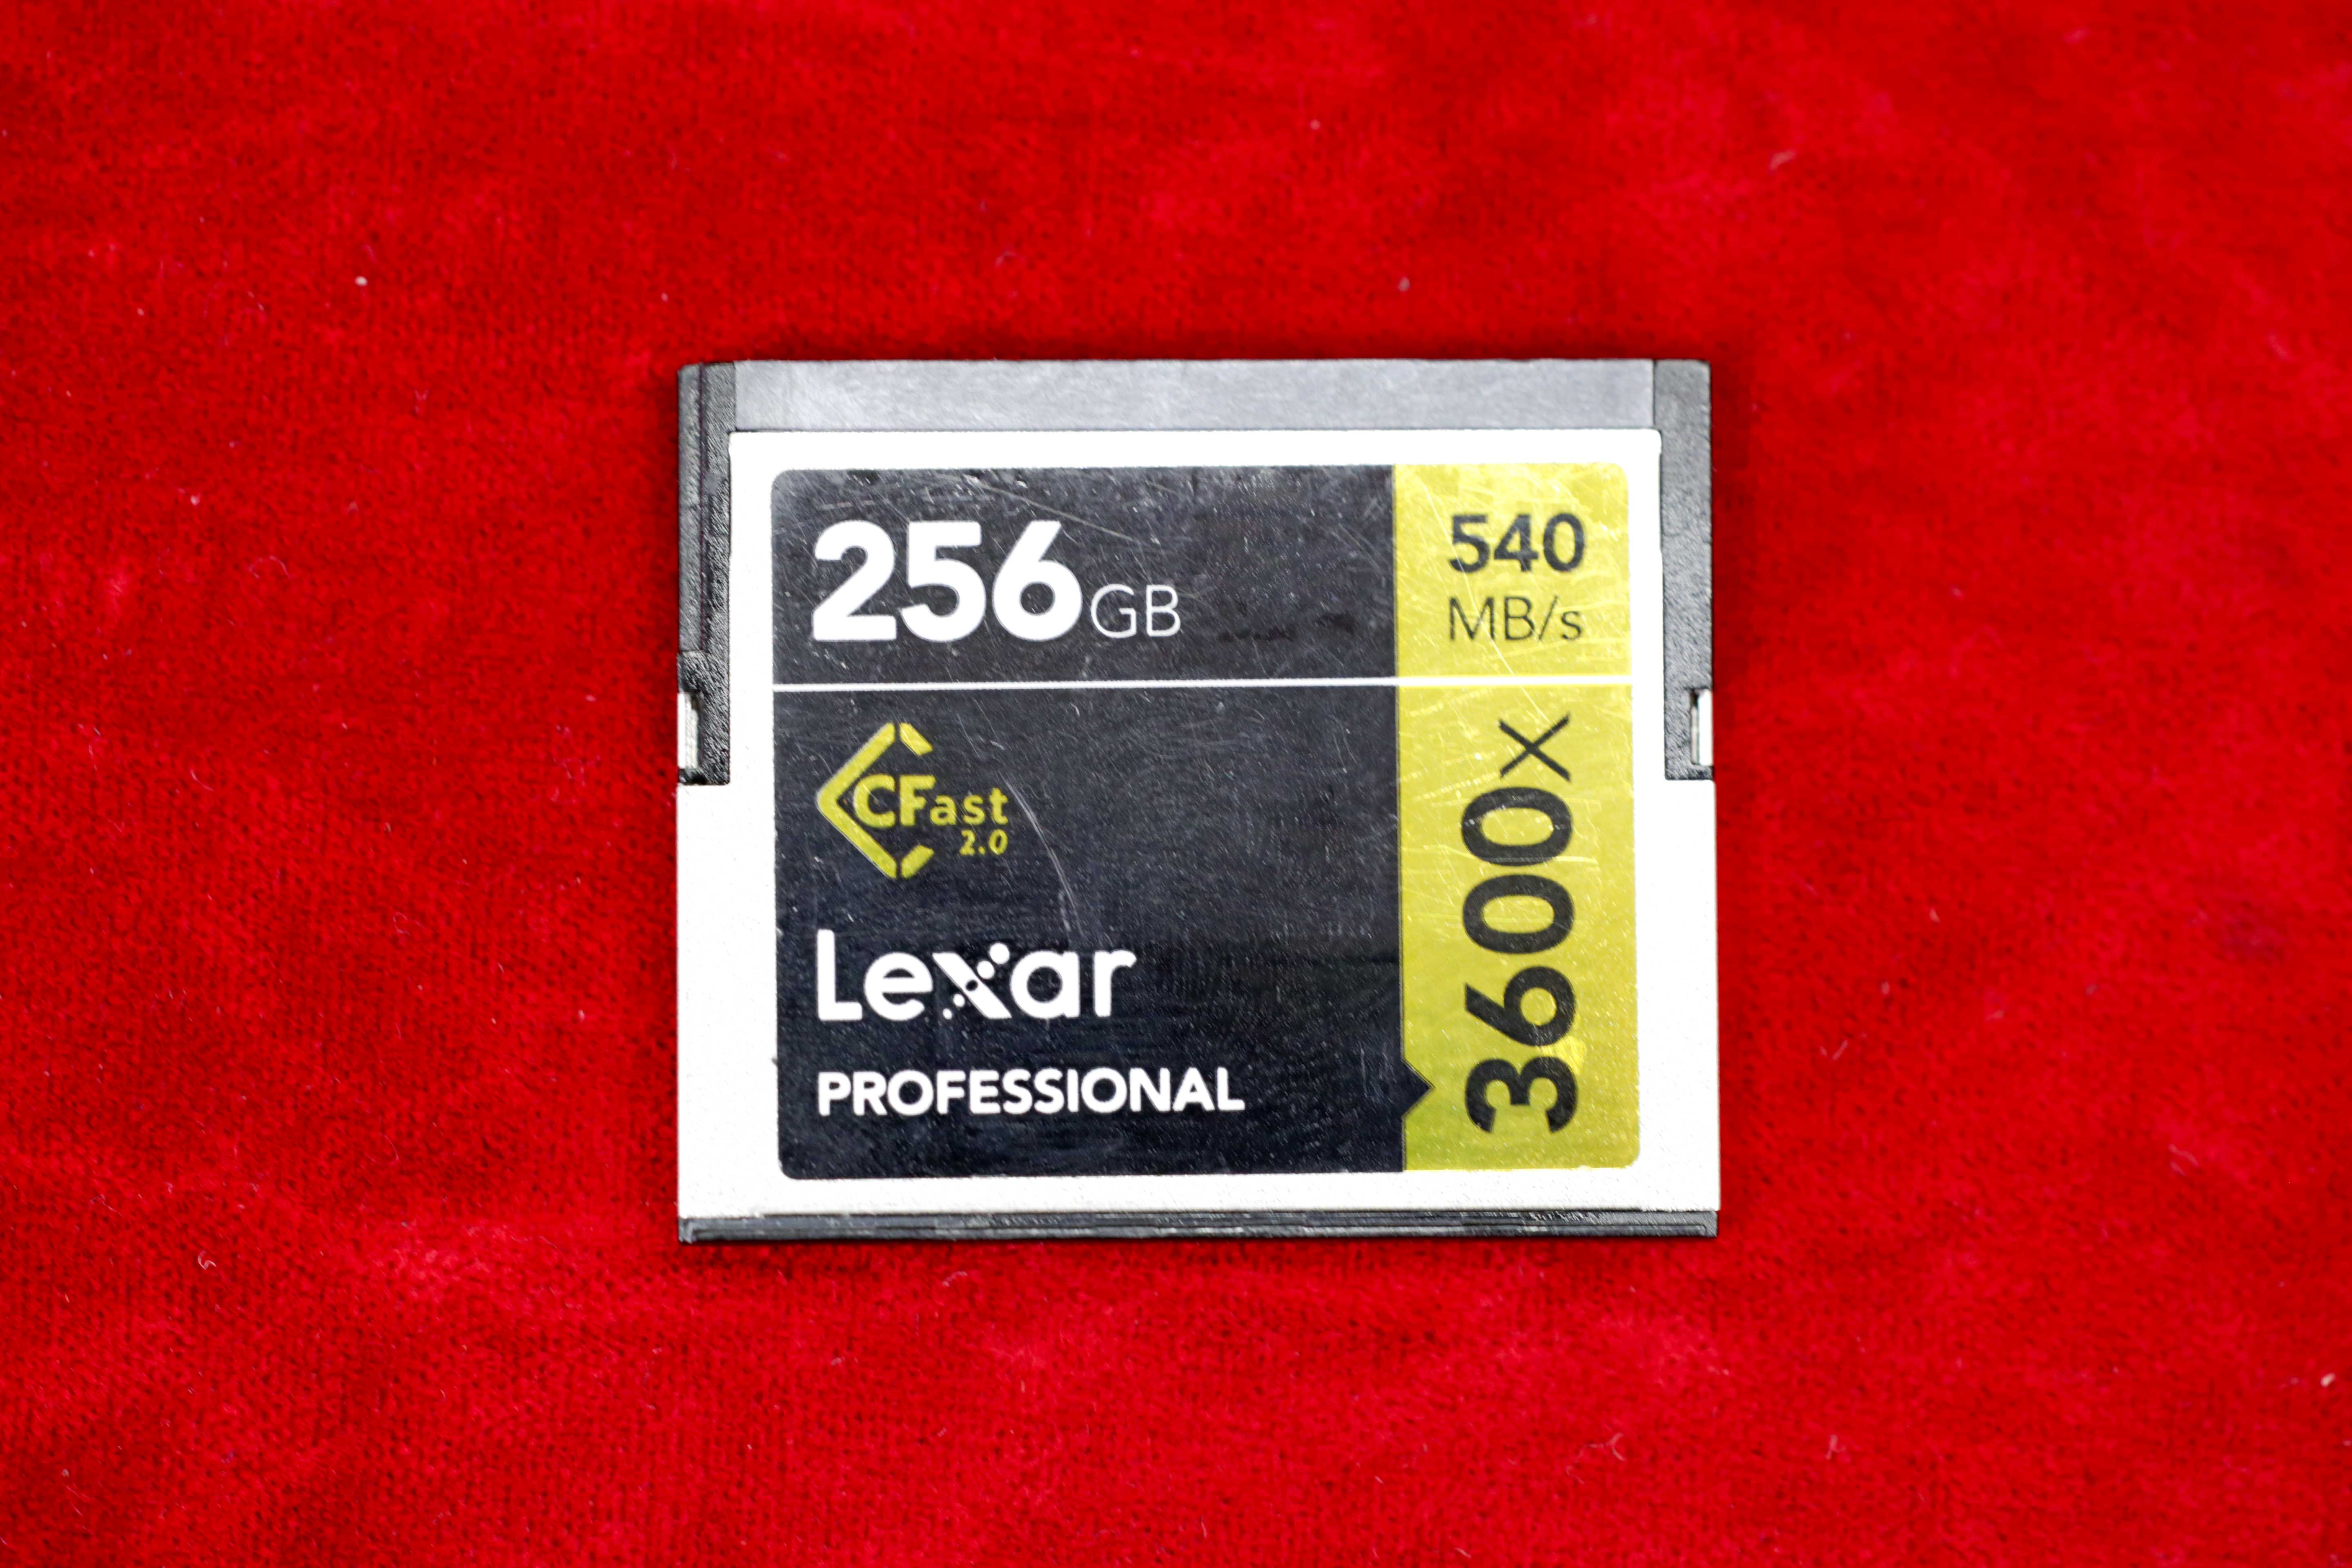 256GB
540
MB/s
CFast
2.0
Lexar
PROFESSIONAL
3600X